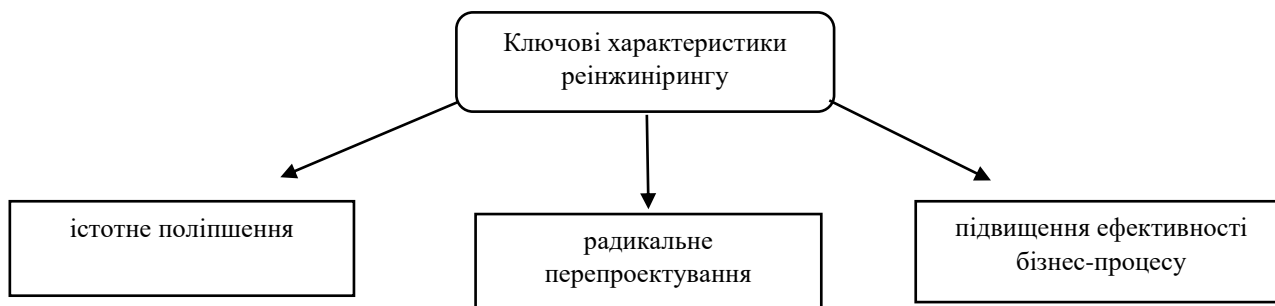 Ключові характеристики
реінжинірингу
істотне поліпшення
радикальне
перепроектування
підвищення ефективності
бізнес-процесу